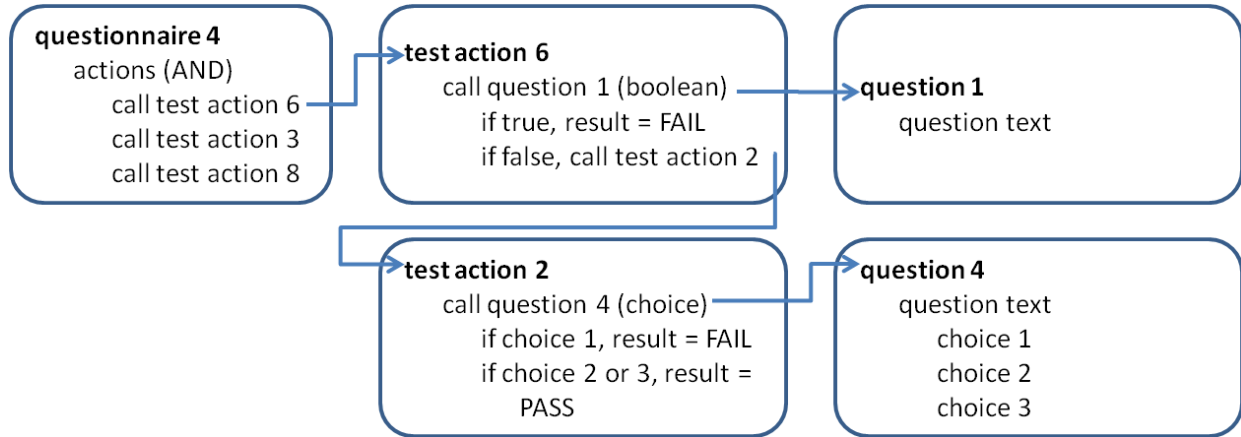 questionnaire 4
actions (AND)
call test action 6
call test action 3
call test action 8
test action 6
call question 1 (boolean)
if true, result = FAIL
if false, call test action 2
question 1
question text
test action 2
call question 4 (choice)
if choice 1, result = FAIL
if choice 2 or 3, result =
PASS
question 4
question text
choice 1
choice 2
choice 3